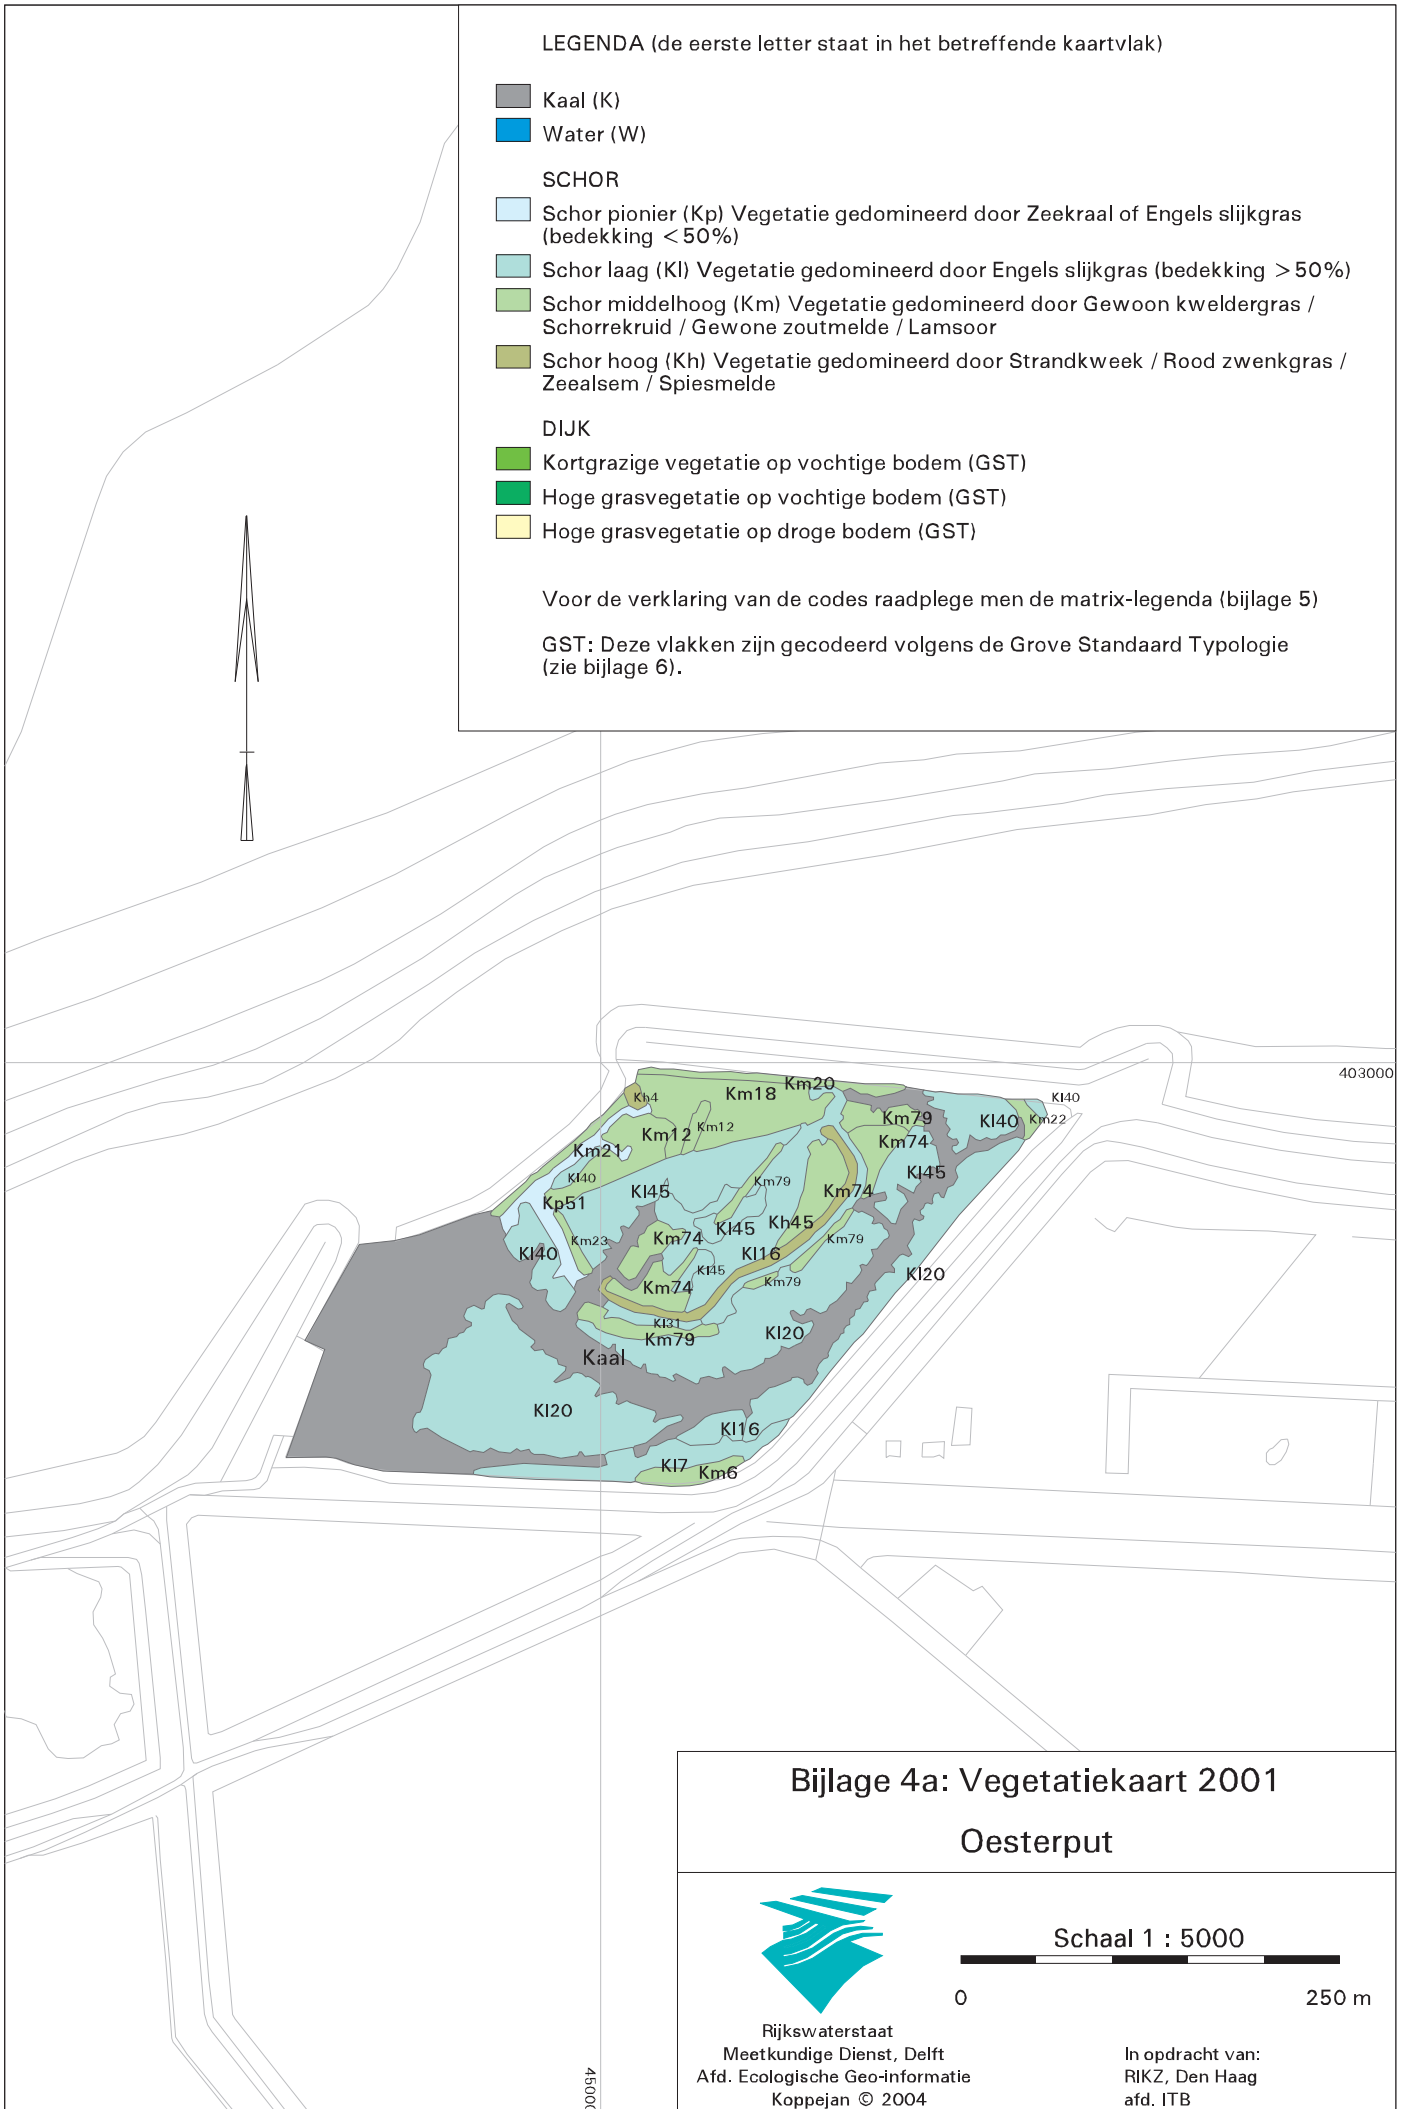 LEGENDA (de eerste letter staat in het betreffende kaartvlak)
Kaal (K)
Water (W)
SCHOR
Schor pionier (Kp) Vegetatie gedomineerd door Zeekraal of Engels slijkgras
(bedekking <50%)
Schor laag (Kl) Vegetatie gedomineerd door Engels slijkgras (bedekking >50%)
Schor middelhoog (Km) Vegetatie gedomineerd door Gewoon kweldergras /
Schorrekruid / Gewone zoutmelde / Lamsoor
Schor hoog (Kh) Vegetatie gedomineerd door Strandkweek / Rood zwenkgras /
Zeealsem / Spiesmelde
DIJK
Kortgrazige vegetatie op vochtige bodem (GST)
Hoge grasvegetatie op vochtige bodem (GST)
Hoge grasvegetatie op droge bodem (GST)
Voor de verklaring van de codes raadplege men de matrix-legenda (bijlage 5)
GST: Deze vlakken zijn gecodeerd volgens de Grove Standaard Typologie
(zie bijlage 6).
403000
Km20
Km18
Kh4
Kl40
Km79
Kl40
Km22
Km12
Km12
Km74
Km21
Kl45
Kl40
Km79
Kl45
Km74
Kp51
Kh45
Kl45
Km74
Km79
Km23
Kl40
Kl16
Kl45
Kl20
Km79
Km74
Kl31
Kl20
Km79
Kaal
Kl20
Kl16
Kl7
Km6
Bijlage 4a: Vegetatiekaart 2001
Oesterput
Schaal 1 : 5000
0
250 m
Rijkswaterstaat
Meetkundige Dienst, Delft
Afd. Ecologische Geo-informatie
Koppejan © 2004
In opdracht van:
RIKZ, Den Haag
afd. ITB